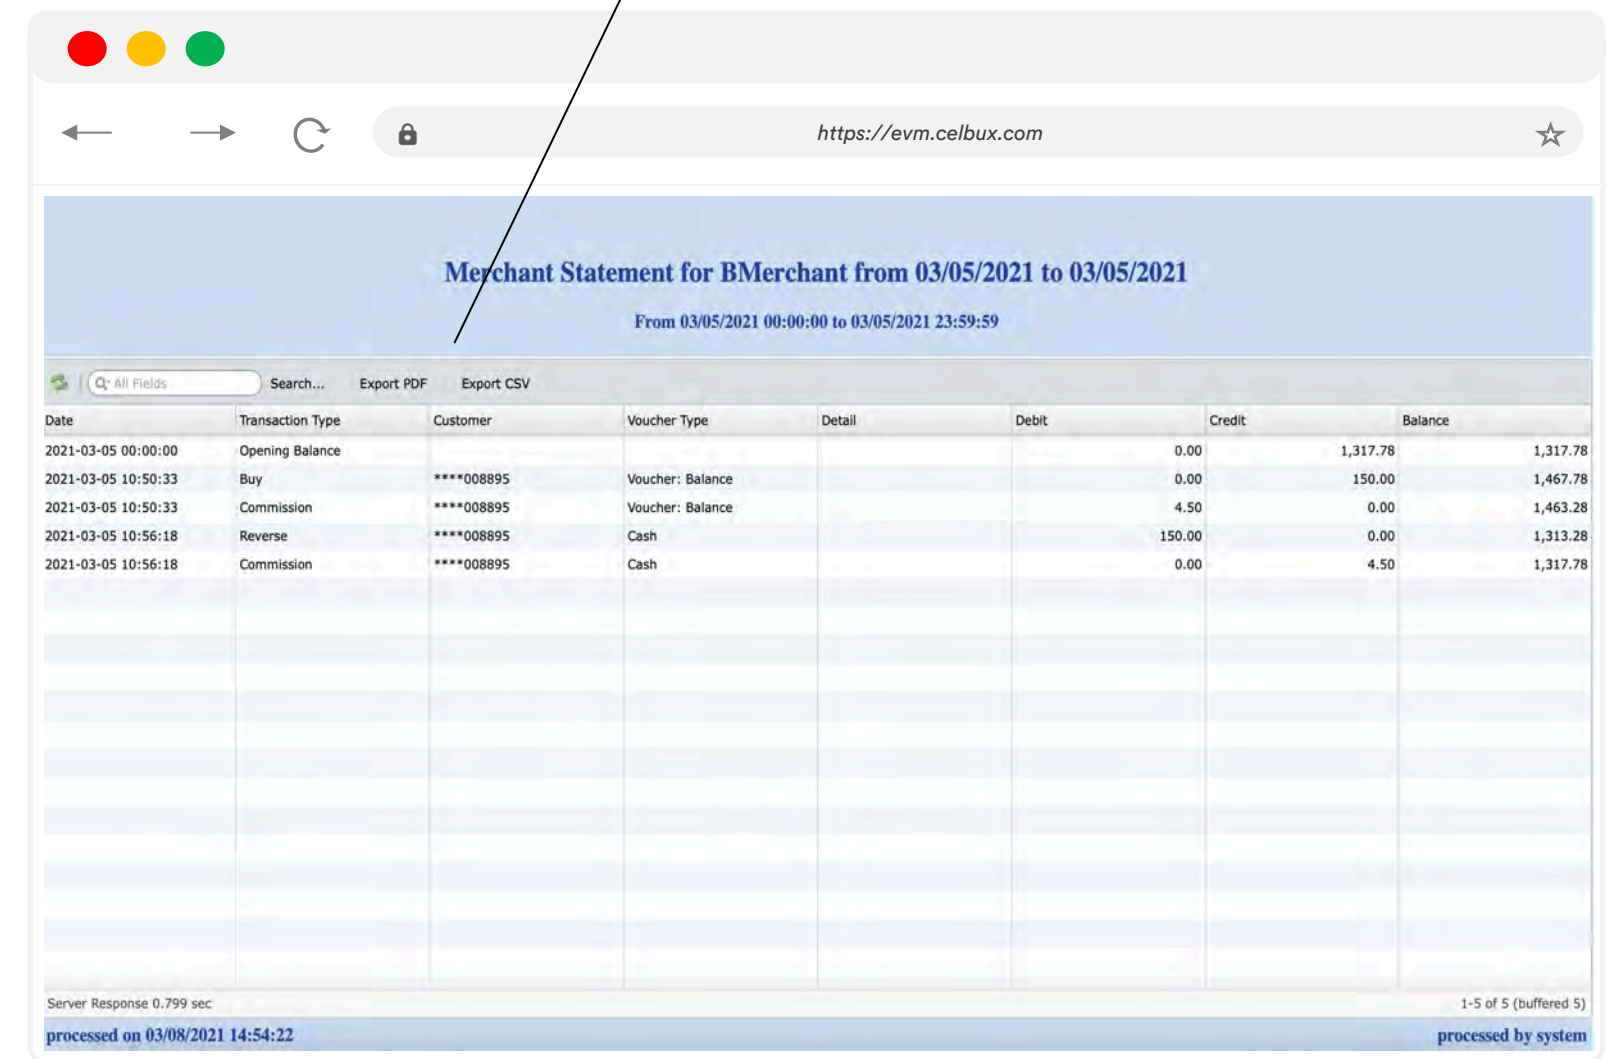 https://evm.celbux.com
Merchant Statement for BMerchant from 03/05/2021 to 03/05/2021
From 03/05/2021 00:00:00 to 03/05/2021 23:59:59
All Fields Search... Export PDF Export CSV
Date Transaction Type Customer Voucher Type Detail Debit Credit Balance
2021-03-05 00:00:00 Opening Balance 0.00 1,317.78 1,317.78
2021-03-05 10:50:33 Buy ****008895 Voucher: Balance 0.00 150.00 1,467.78
2021-03-05 10:50:33 Commission ****008895 Voucher: Balance 4.50 0.00 1,463.28
2021-03-05 10:56:18 Reverse ****008895 Cash 150.00 0.00 1,313.28
2021-03-05 10:56:18 Commission ****008895 Cash 0.00 4.50 1,317.78
Server Response 0.799 sec 1-5 of 5 (buffered 5)
processed on 03/08/2021 14:54:22 processed by system